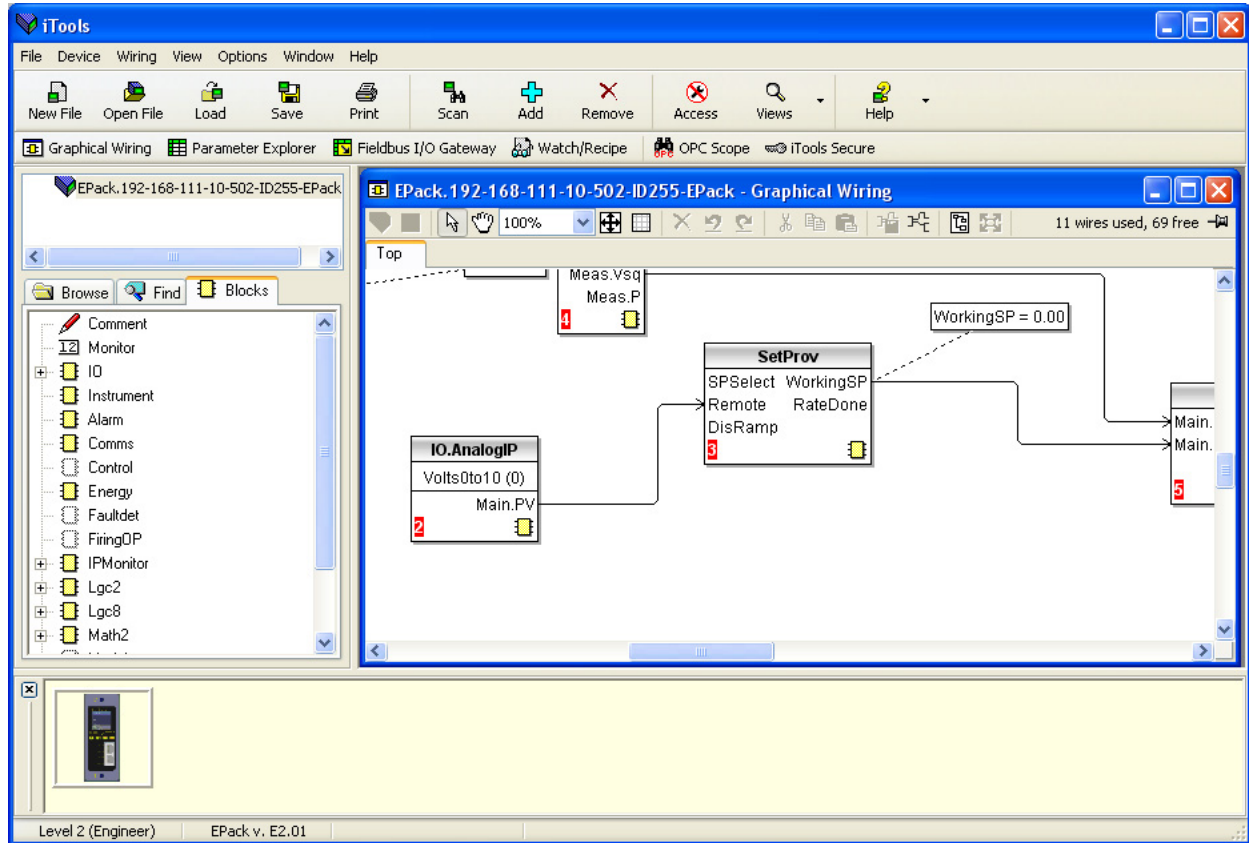 iTools
File Device Wiring View Options Window Help
New File Open File Load Save Print Scan Add Remove Access Views Help
Graphical Wiring Parameter Explorer Fieldbus I/O Gateway Watch/Recipe OPC Scope iTools Secure
EPack.192-168-111-10-502-ID255-EPack
Browse Find Blocks
Comment
12 Monitor
IO
Instrument
Alarm
Comms
Control
Energy
Faultdet
FiringOP
IPMonitor
Lgc2
Lgc8
Math2
EPack.192-168-111-10-502-ID255-EPack - Graphical Wiring
100% 11 wires used, 69 free
Top
Meas.Vsq
Meas.P
4
WorkingSP = 0.00
SetProv
SPSelect WorkingSP
Remote RateDone
DisRamp
3
IO.AnalogIP
Volts0to10 (0)
Main.PV
2
Main.
Main.
5
Level 2 (Engineer) EPack v. E2.01